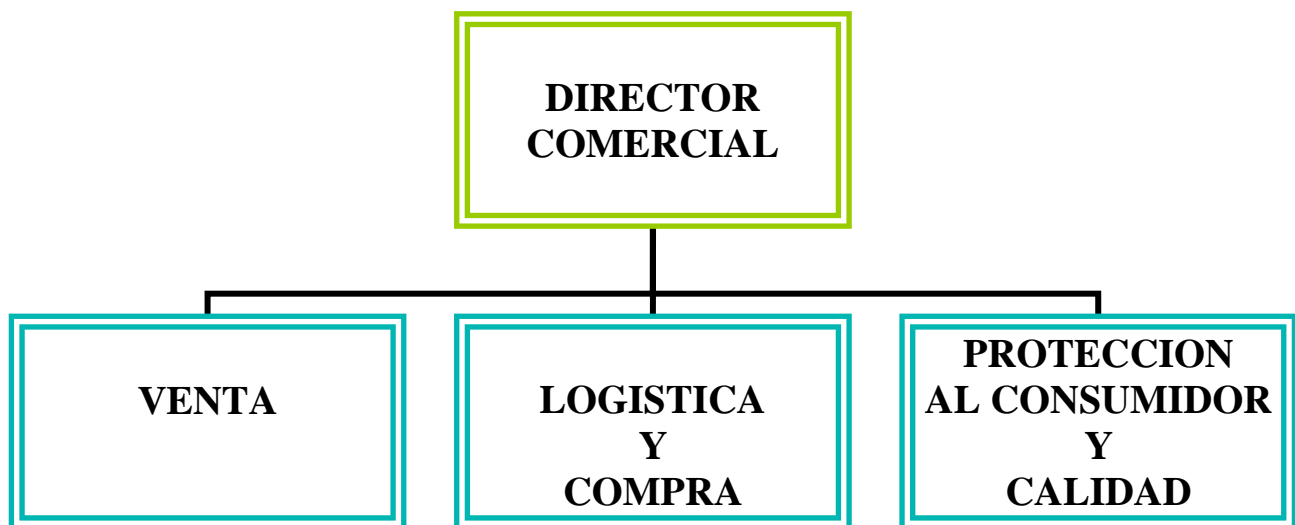 DIRECTOR
COMERCIAL
VENTA
LOGISTICA
Y
COMPRA
PROTECCION
AL CONSUMIDOR
Y
CALIDAD